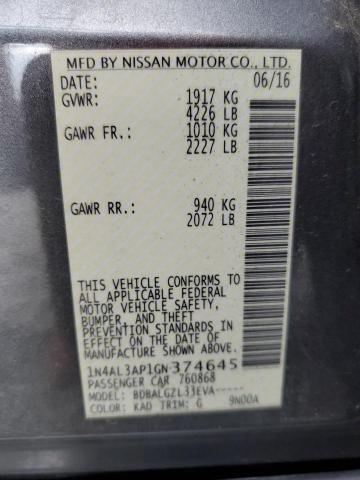 MFD BY NISSAN MOTOR CO., LTD.
DATE: 06/16
GVWR: 1917 KG
4226 LB
GAWR FR: 1010 KG
2227 LB
GAWR RR: 940 KG
2072 LB
THIS VEHICLE CONFORMS TO
ALL APPLICABLE FEDERAL
MOTOR VEHICLE SAFETY,
BUMPER, AND THEFT
PREVENTION STANDARDS IN
EFFECT ON THE DATE OF
MANUFACTURE SHOWN ABOVE.
1N4AL3AP1GN374645
PASSENGER CAR 760868
MODEL: BDBALGZL33EVA-----
COLOR: KAD TRIM: G 9N00A